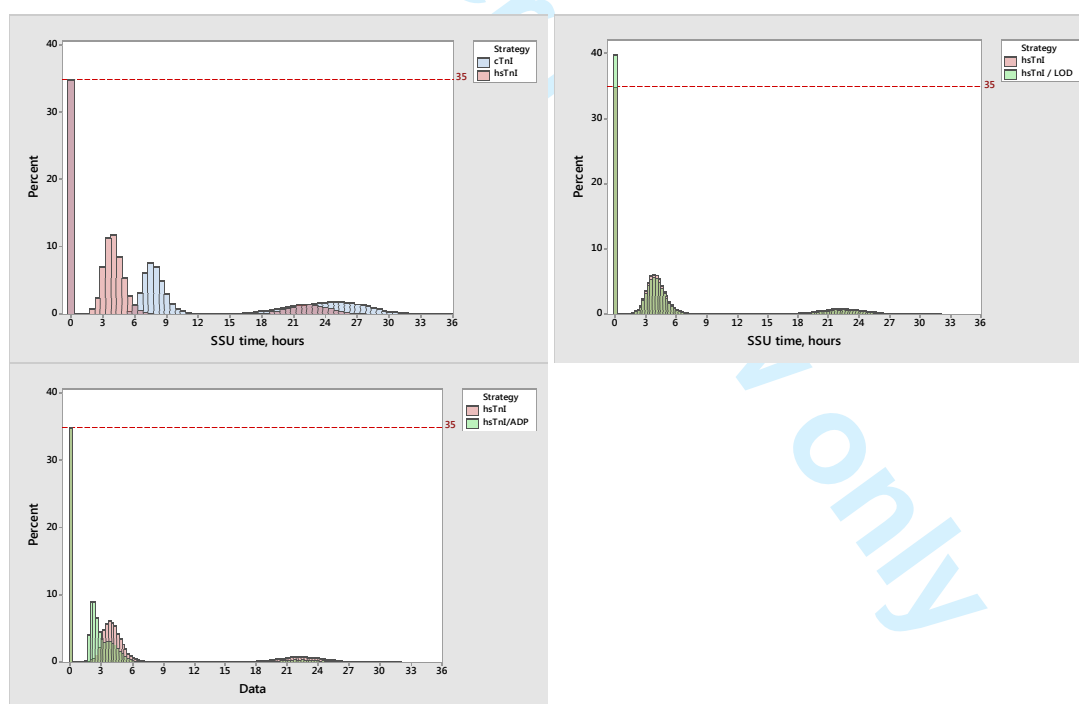 Strategy
cTnI
hsTnI
40
30
20
10
0
Percent
35
0 3 6 9 12 15 18 21 24 27 30 33 36
SSU time, hours
Strategy
hsTnI
hsTnI / LOD
40
30
20
10
0
Percent
35
0 3 6 9 12 15 18 21 24 27 30 33 36
SSU time, hours
Strategy
hsTnI
hsTnI/ADP
40
30
20
10
0
Percent
35
0 3 6 9 12 15 18 21 24 27 30 33 36
Data
only